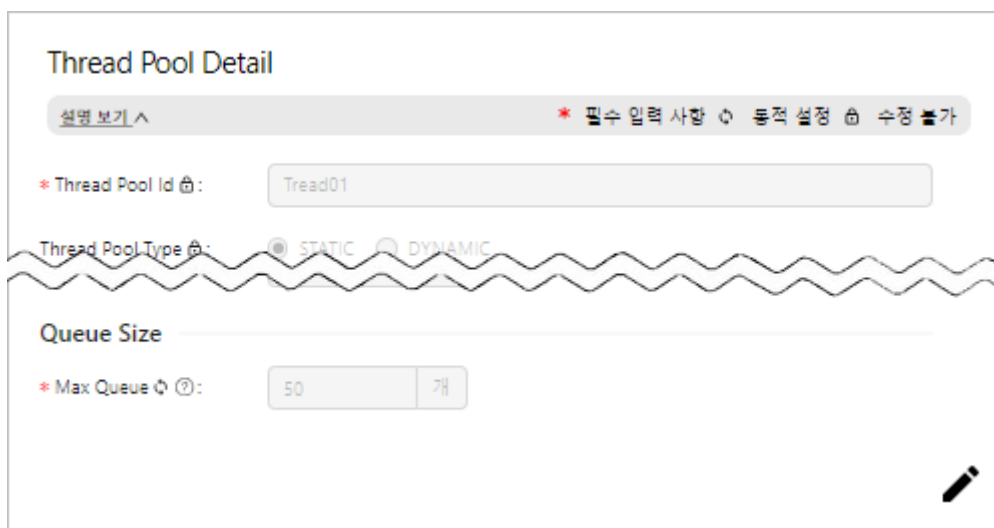 Thread Pool Detail
설명 보기 * 필수 입력 사항 동적 설정 수정 불가
* Thread Pool Id : Tread01
Thread Pool Type : STATIC DYNAMIC
Queue Size
* Max Queue ? : 50 개